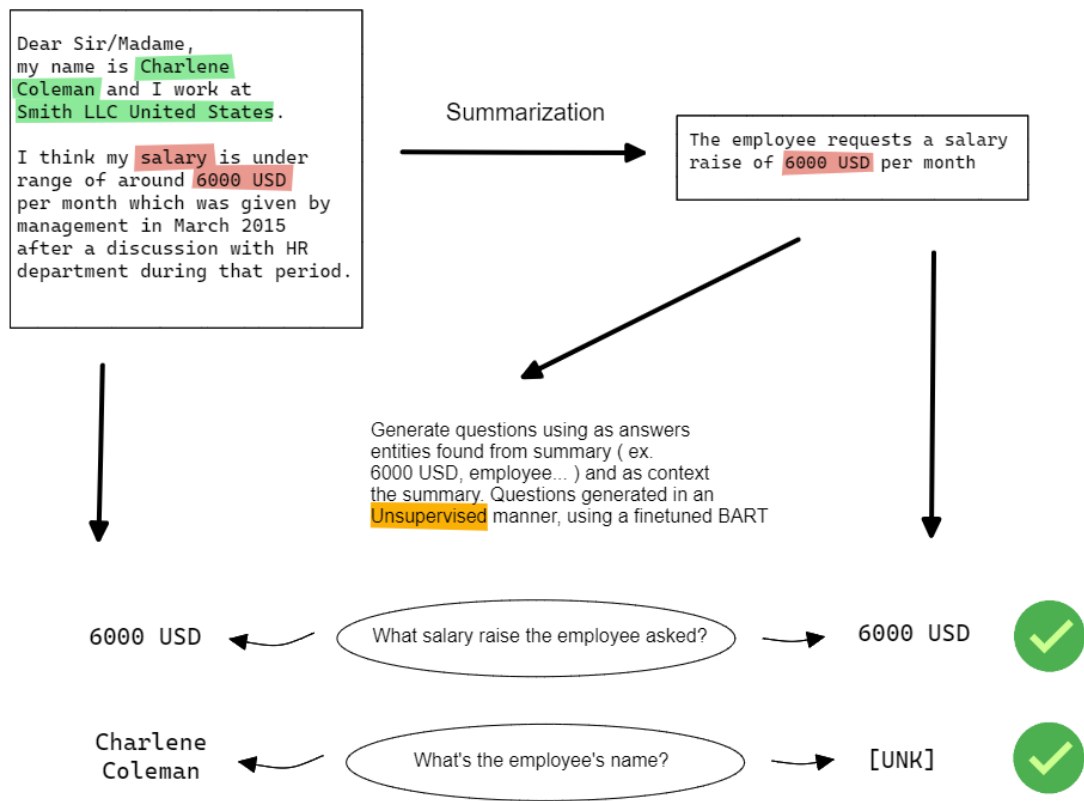 Dear Sir/Madame,
my name is Charlene
Coleman and I work at
Smith LLC United States.
I think my salary is under
range of around 6000 USD
per month which was given by
management in March 2015
after a discussion with HR
department during that period.
Summarization
The employee requests a salary
raise of 6000 USD per month
Generate questions using as answers
entities found from summary ( ex.
6000 USD, employee... ) and as context
the summary. Questions generated in an
Unsupervised manner, using a finetuned BART
6000 USD
What salary raise the employee asked?
6000 USD
Charlene
Coleman
What's the employee's name?
[UNK]